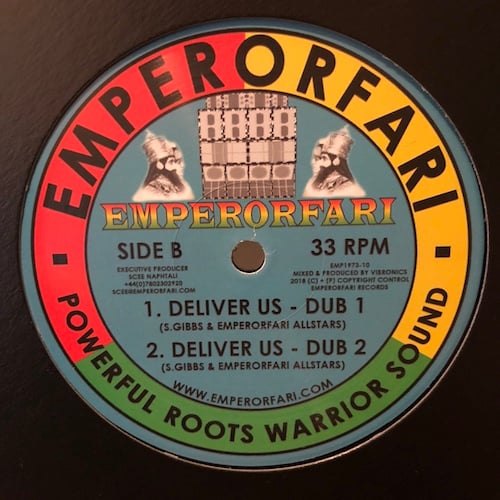 EMPERORFARI
EMPERORFARI
SIDE B
33 RPM
EXECUTIVE PRODUCER
SCEE NAPHTALI
+44(0)7802302920
SCEE@EMPERORFARI.COM
EMP1973-10
MIXED & PRODUCED BY VIBRONICS
2018 (C) + (P) COPYRIGHT CONTROL
EMPERORFARI RECORDS
1. DELIVER US - DUB 1
(S.GIBBS & EMPERORFARI ALLSTARS)
2. DELIVER US - DUB 2
(S.GIBBS & EMPERORFARI ALLSTARS)
WWW.EMPERORFARI.COM
POWERFUL ROOTS WARRIOR SOUND